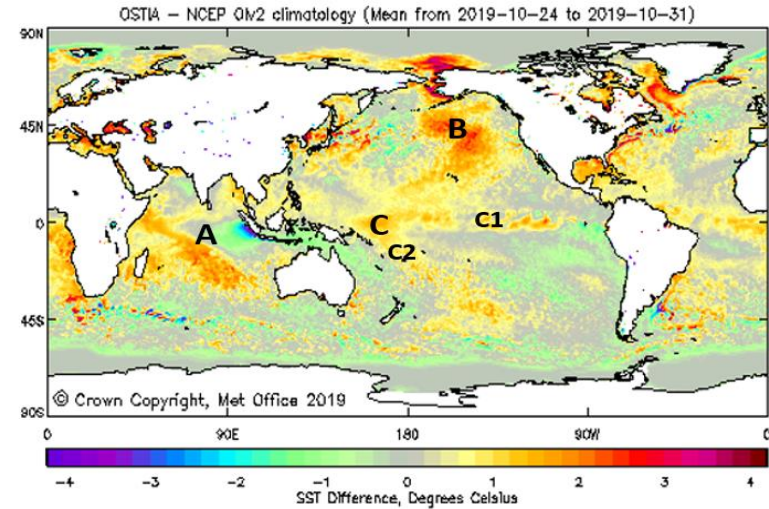 OSTIA - NCEP OIv2 climatology (Mean from 2019-10-24 to 2019-10-31)
90N
45N
B
0
A
C
C1
C2
45S
© Crown Copyright, Met Office 2019
90S
0 90E 180 90W 0
-4 -3 -2 -1 0 1 2 3 4
SST Difference, Degrees Celsius